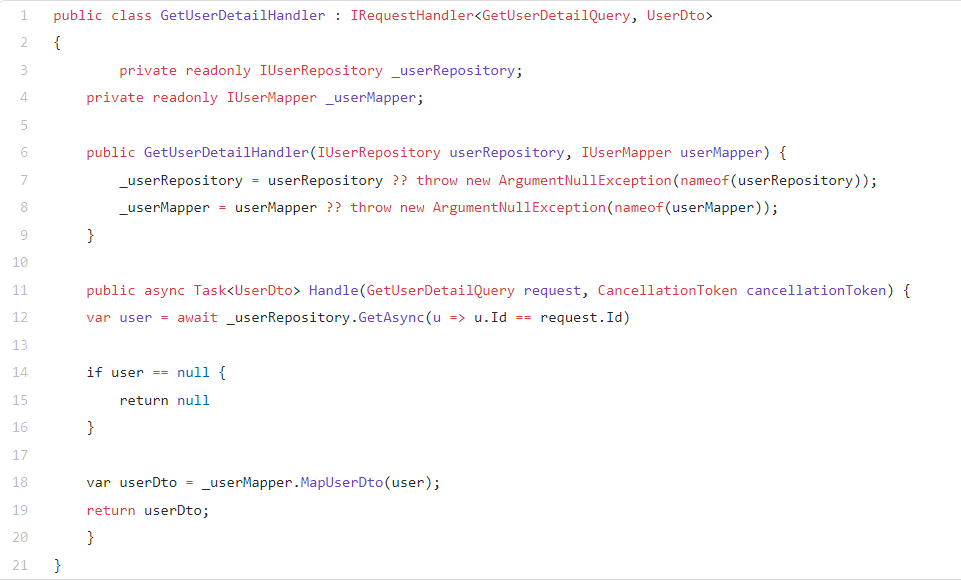 1 public class GetUserDetailHandler : IRequestHandler<GetUserDetailQuery, UserDto>
2 {
3         private readonly IUserRepository _userRepository;
4     private readonly IUserMapper _userMapper;
5
6     public GetUserDetailHandler(IUserRepository userRepository, IUserMapper userMapper) {
7         _userRepository = userRepository ?? throw new ArgumentNullException(nameof(userRepository));
8         _userMapper = userMapper ?? throw new ArgumentNullException(nameof(userMapper));
9     }
10
11     public async Task<UserDto> Handle(GetUserDetailQuery request, CancellationToken cancellationToken) {
12     var user = await _userRepository.GetAsync(u => u.Id == request.Id)
13
14     if user == null {
15         return null
16     }
17
18     var userDto = _userMapper.MapUserDto(user);
19     return userDto;
20     }
21 }